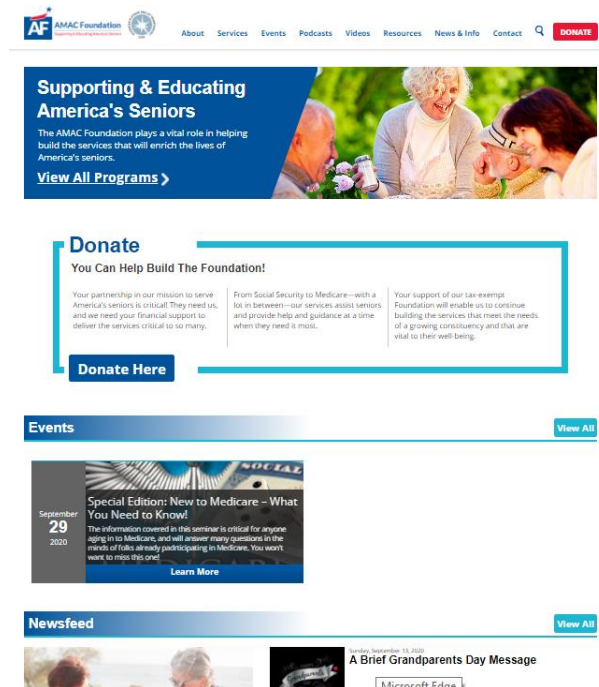 AF AMAC Foundation
About Services Events Podcasts Videos Resources News & Info Contact DONATE
Supporting & Educating
America's Seniors
The AMAC Foundation plays a vital role in helping
build the services that will enrich the lives of
America's seniors.
View All Programs
Donate
You Can Help Build The Foundation!
Your partnership in our mission to serve
America's seniors is critical! They need us,
and we need your financial support to
deliver the services critical to so many.
From Social Security to Medicare—with a
lot in between—our services assist seniors
and provide help and guidance at a time
when they need it most.
Your support of our tax-exempt
Foundation will enable us to continue
building the services that meet the needs
of a growing constituency and that are
vital to their well-being.
Donate Here
Events
View All
SOCIAL
September
29
2020
Special Edition: New to Medicare – What
You Need to Know!
The information covered in this seminar is critical for anyone
aging in to Medicare, and will answer many questions in the
minds of folks already padrticipating in Medicare, You won't
want to miss this one!
Learn More
Newsfeed
View All
Sunday, September 13, 2020
A Brief Grandparents Day Message
Grandparents
Microsoft Edge